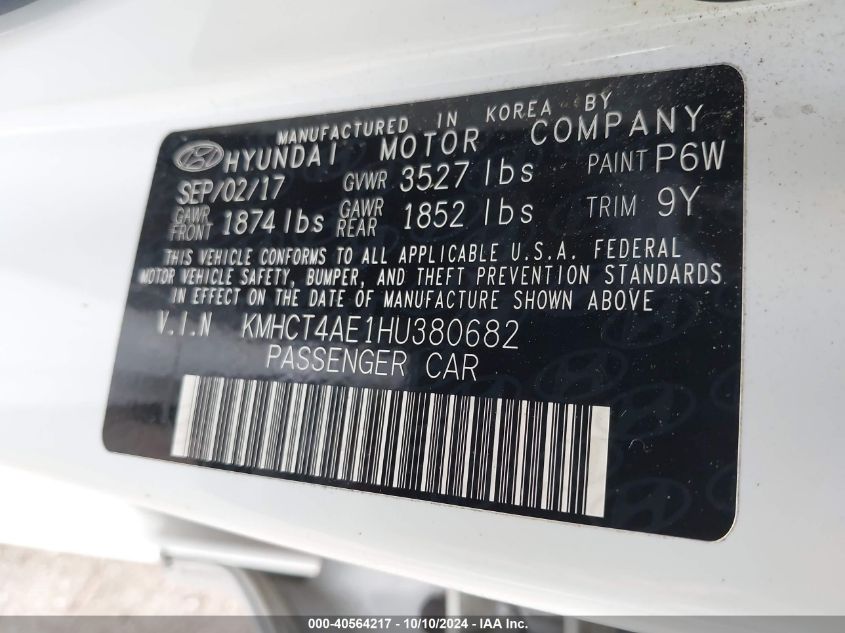 MANUFACTURED IN KOREA BY
HYUNDAI MOTOR COMPANY
SEP/02/17 GVWR 3527 lbs PAINT P6W
GAWR FRONT 1874 lbs GAWR REAR 1852 lbs TRIM 9Y
THIS VEHICLE CONFORMS TO ALL APPLICABLE U.S.A. FEDERAL
MOTOR VEHICLE SAFETY, BUMPER, AND THEFT PREVENTION STANDARDS
IN EFFECT ON THE DATE OF MANUFACTURE SHOWN ABOVE
V.I.N KMHCT4AE1HU380682
PASSENGER CAR
000-40564217 - 10/10/2024 - IAA Inc.